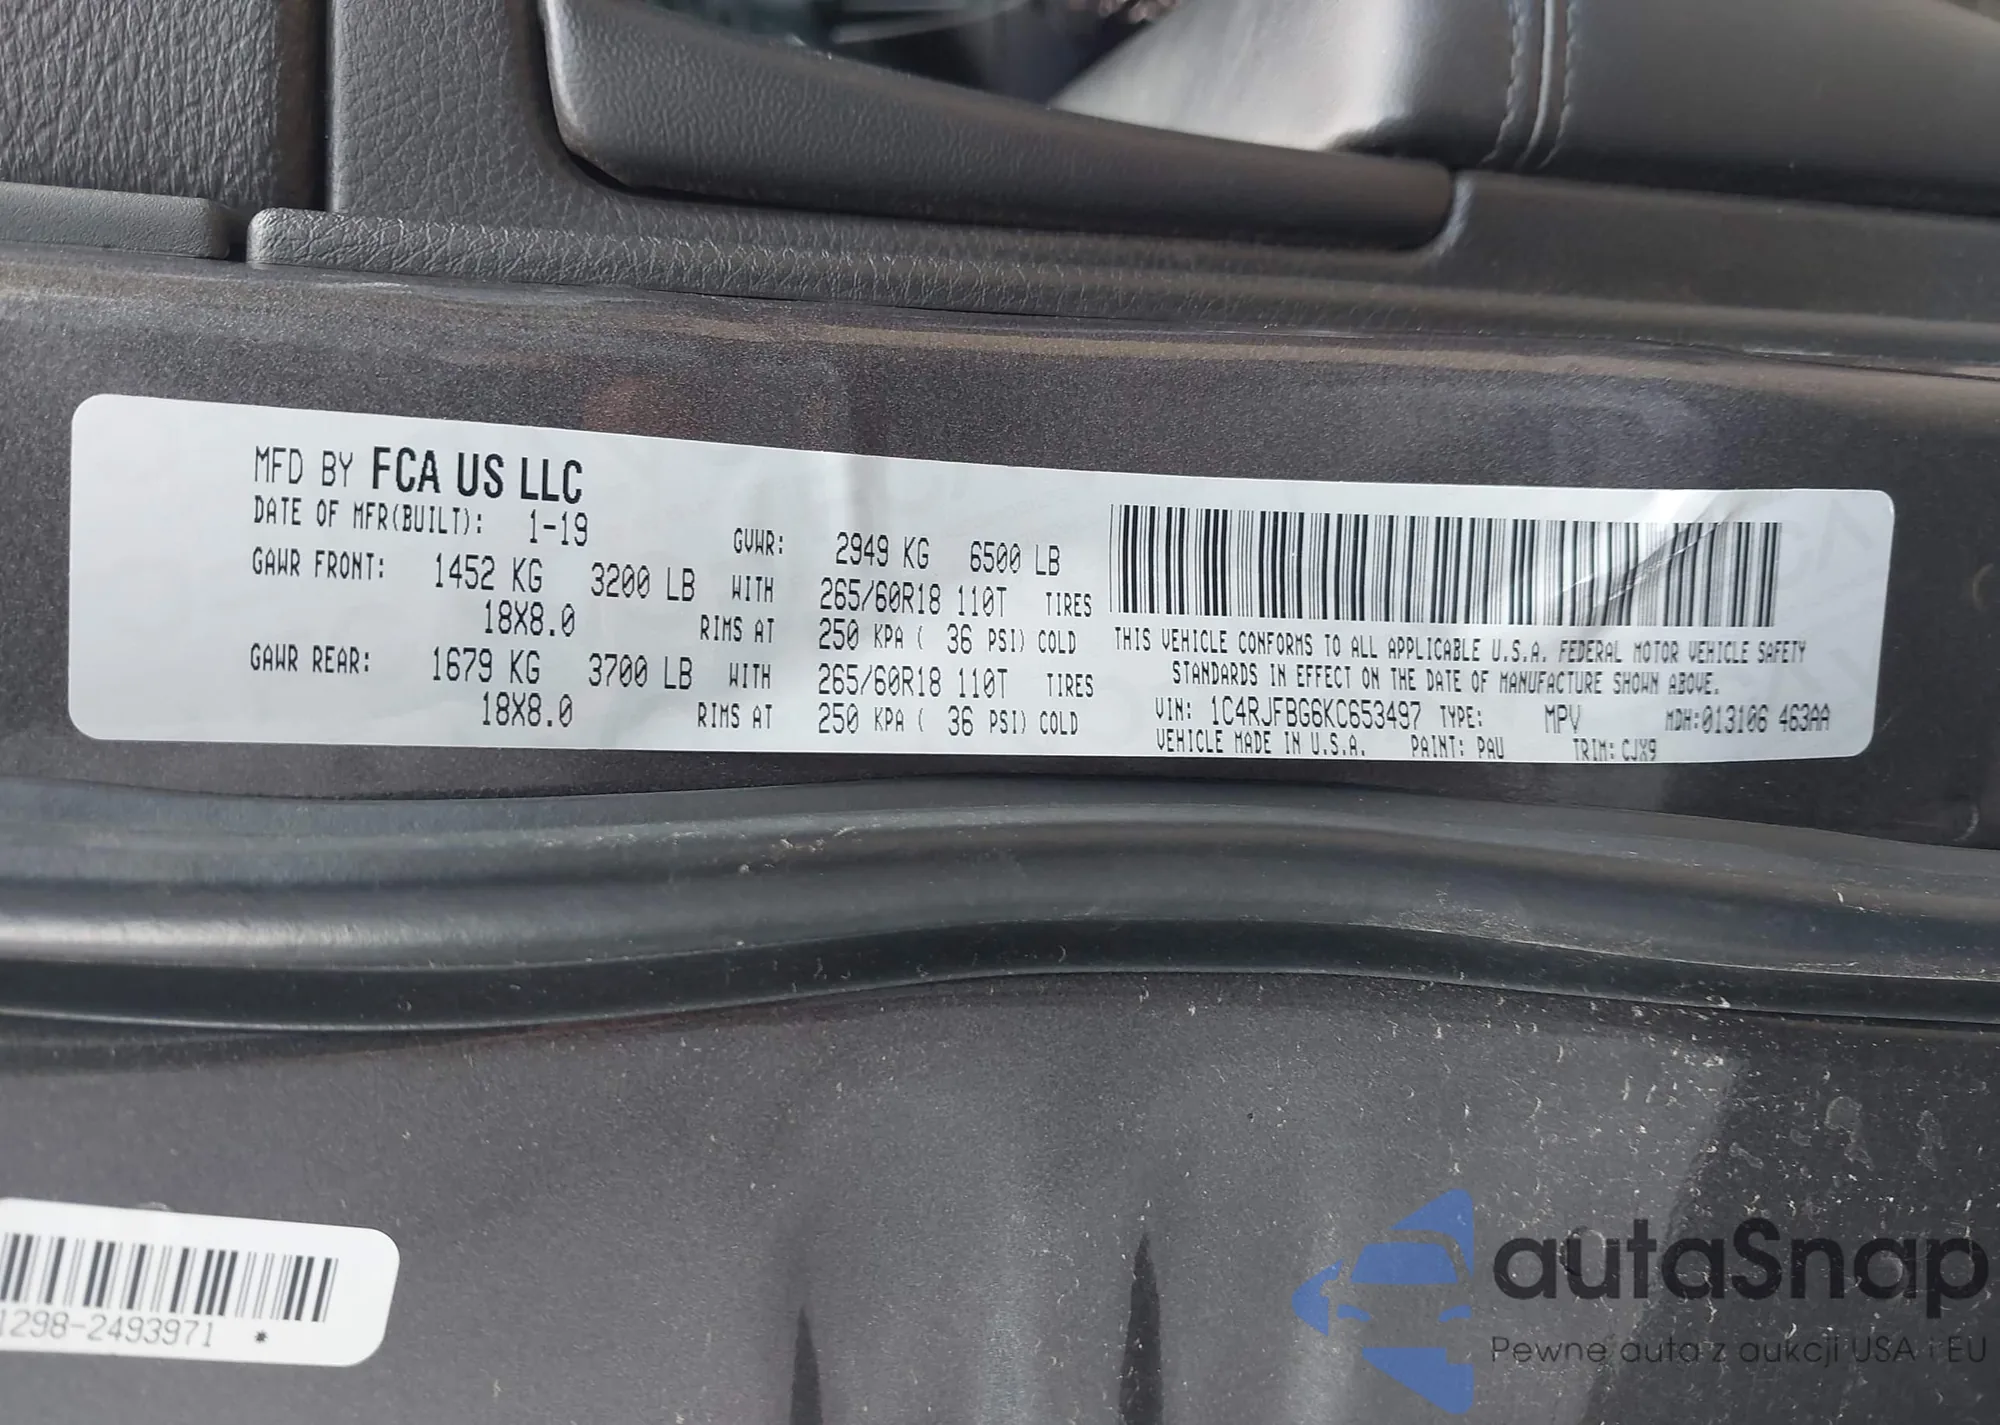 MFD BY FCA US LLC
DATE OF MFR(BUILT): 1-19 GVWR: 2949 KG 6500 LB
GAWR FRONT: 1452 KG 3200 LB WITH 265/60R18 110T TIRES
18X8.0 RIMS AT 250 KPA ( 36 PSI) COLD
GAWR REAR: 1679 KG 3700 LB WITH 265/60R18 110T TIRES
18X8.0 RIMS AT 250 KPA ( 36 PSI) COLD
THIS VEHICLE CONFORMS TO ALL APPLICABLE U.S.A. FEDERAL MOTOR VEHICLE SAFETY
STANDARDS IN EFFECT ON THE DATE OF MANUFACTURE SHOWN ABOVE.
VIN: 1C4RJFBG6KC653497 TYPE: MPV MDH:013106 463AA
VEHICLE MADE IN U.S.A. PAINT: PAU TRIM: CJX9
1298-2493971 *
autaSnap
Pewne auta z aukcji USA i EU